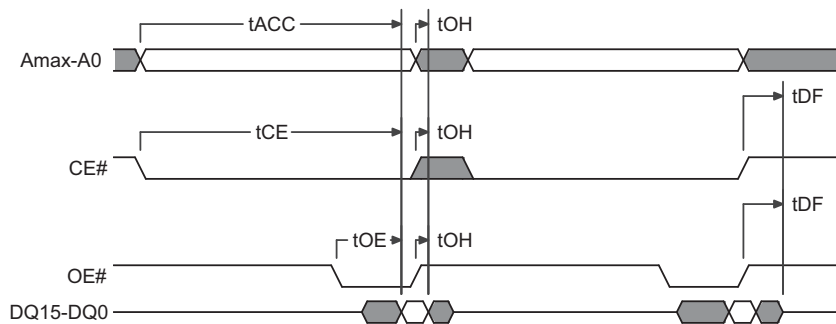 tACC
tOH
Amax-A0
tDF
tCE
tOH
CE#
tDF
tOE
tOH
OE#
DQ15-DQ0